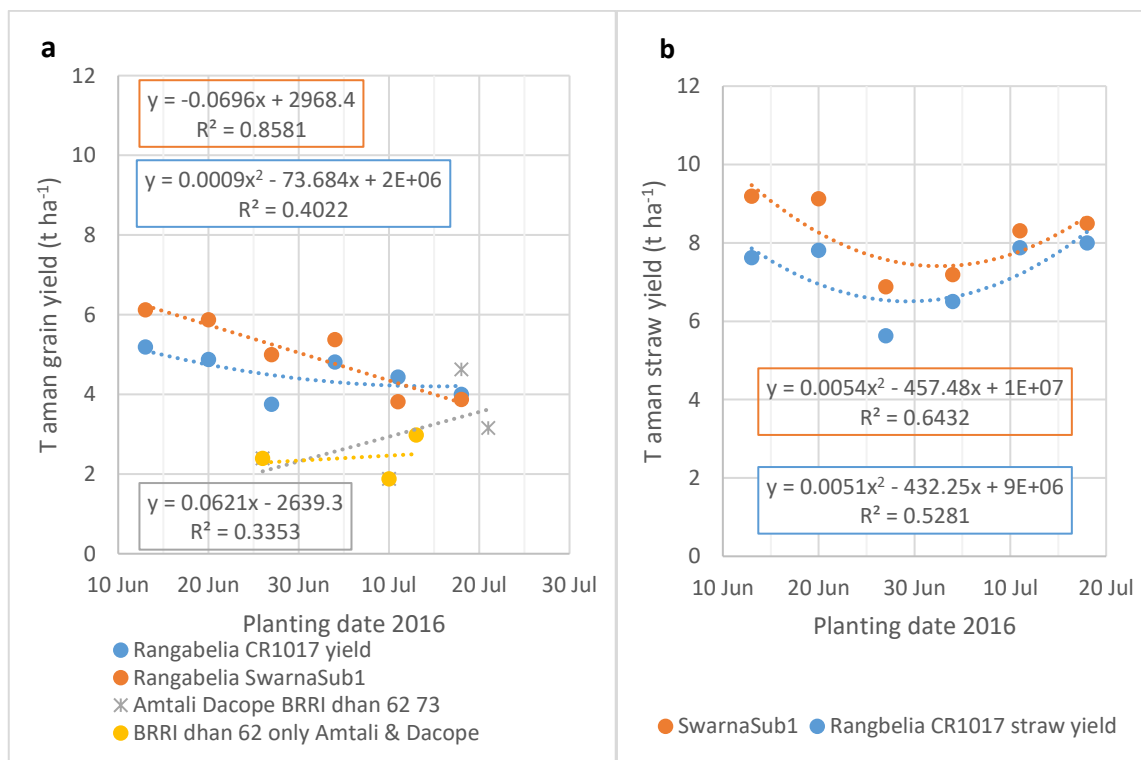 a
T aman grain yield (t ha⁻¹)
12
10
8
6
4
2
0
y = -0.0696x + 2968.4
R² = 0.8581
y = 0.0009x² - 73.684x + 2E+06
R² = 0.4022
y = 0.0621x - 2639.3
R² = 0.3353
10 Jun 20 Jun 30 Jun 10 Jul 20 Jul 30 Jul
Planting date 2016
Rangabelia CR1017 yield
Rangabelia SwarnaSub1
Amtali Dacope BRRI dhan 62 73
BRRI dhan 62 only Amtali & Dacope
b
T aman straw yield (t ha⁻¹)
12
10
8
6
4
2
0
y = 0.0054x² - 457.48x + 1E+07
R² = 0.6432
y = 0.0051x² - 432.25x + 9E+06
R² = 0.5281
10 Jun 20 Jun 30 Jun 10 Jul 20 Jul
Planting date 2016
SwarnaSub1 Rangbelia CR1017 straw yield